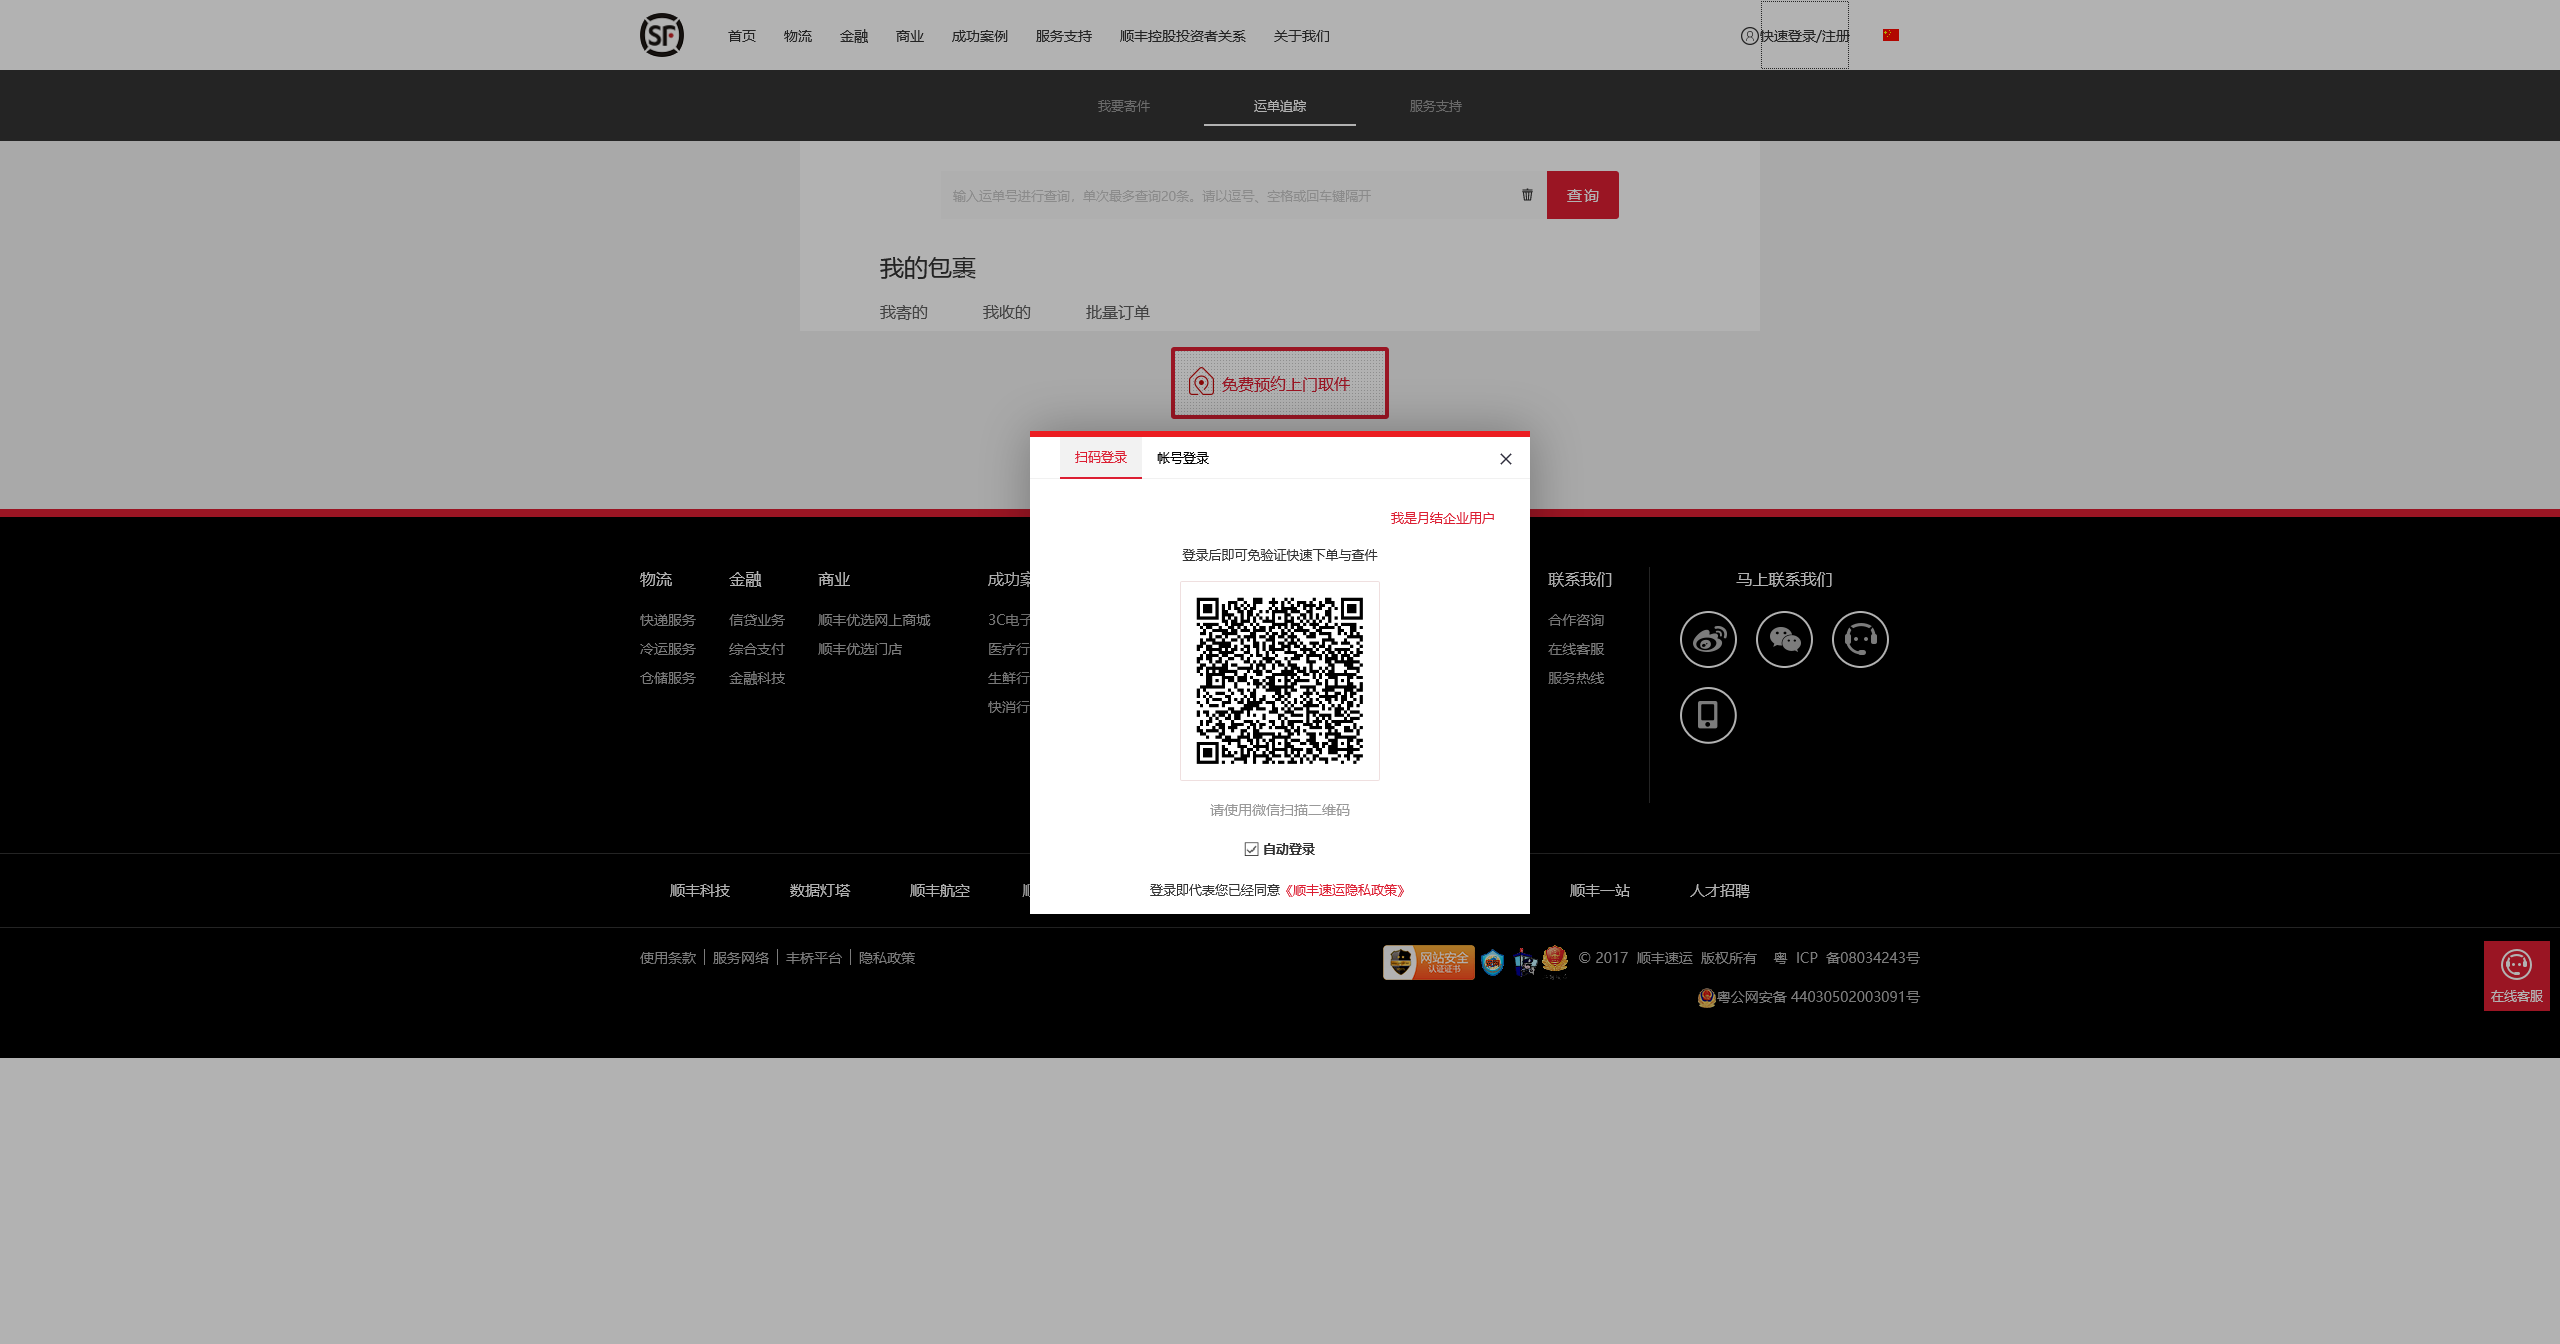 SF 首页 物流 金融 商业 成功案例 服务支持 顺丰控股投资者关系 关于我们 快速登录/注册
我要寄件 运单追踪 服务支持
输入运单号进行查询，单次最多查询20条。请以逗号、空格或回车键隔开 查询
我的包裹
我寄的 我收的 批量订单
免费预约上门取件
扫码登录 帐号登录
我是月结企业用户
登录后即可免验证快速下单与查件
请使用微信扫描二维码
自动登录
登录即代表您已经同意《顺丰速运隐私政策》
物流 金融 商业 成功案 联系我们 马上联系我们
快递服务 信贷业务 顺丰优选网上商城 3C电子 合作咨询
冷运服务 综合支付 顺丰优选门店 医疗行 在线客服
仓储服务 金融科技 生鲜行 服务热线
快消行
顺丰科技 数据灯塔 顺丰航空 顺丰一站 人才招聘
使用条款 服务网络 丰桥平台 隐私政策 网站安全 认证证书 © 2017 顺丰速运 版权所有 粤 ICP 备08034243号
粤公网安备 44030502003091号
在线客服